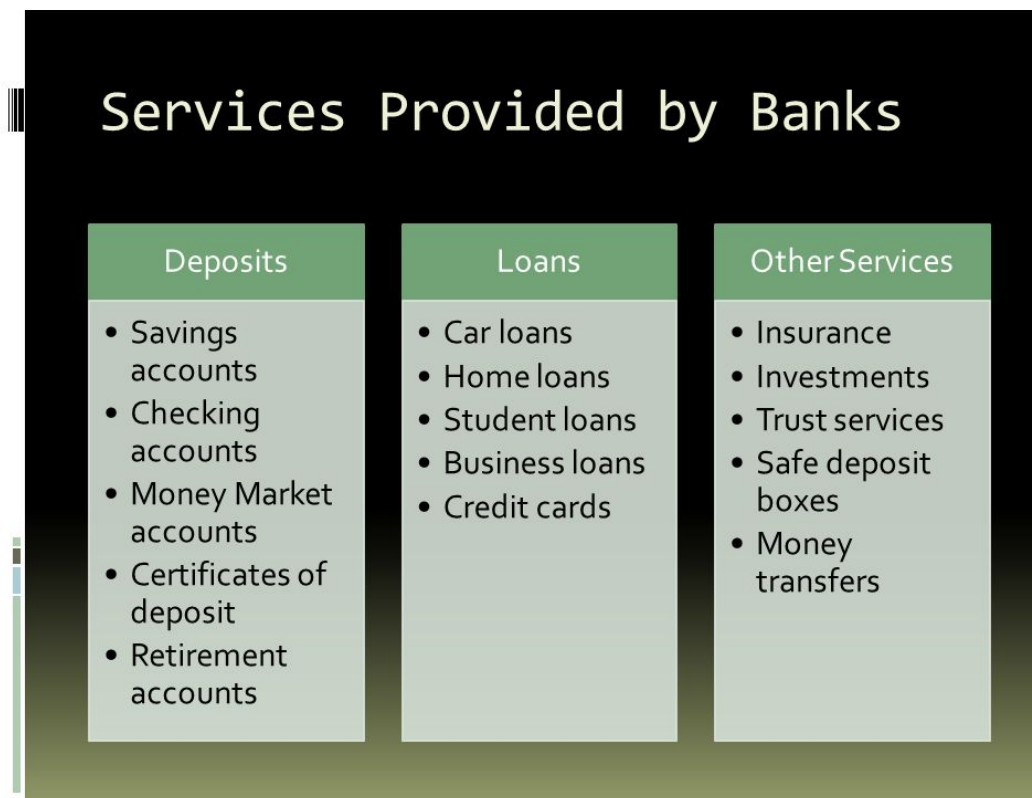 Services Provided by Banks
Deposits
• Savings
accounts
• Checking
accounts
• Money Market
accounts
• Certificates of
deposit
• Retirement
accounts
Loans
• Car loans
• Home loans
• Student loans
• Business loans
• Credit cards
Other Services
• Insurance
• Investments
• Trust services
• Safe deposit
boxes
• Money
transfers